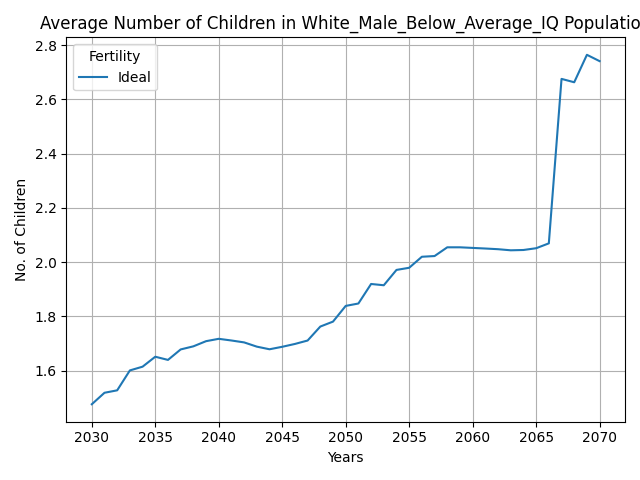 Average Number of Children in White_Male_Below_Average_IQ Populatio
2.8
2.6
2.4
2.2
2.0
1.8
1.6
No. of Children
Fertility
Ideal
2030 2035 2040 2045 2050 2055 2060 2065 2070
Years